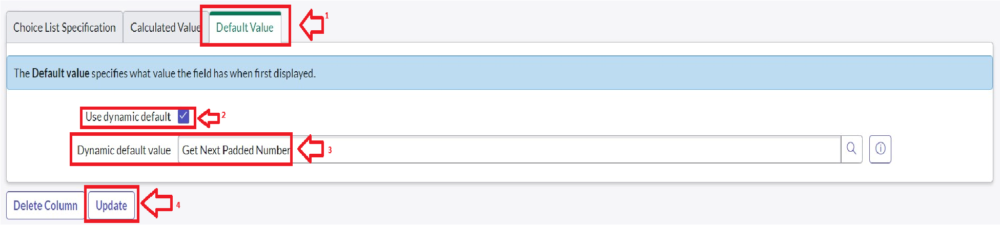 Choice List Specification Calculated Value Default Value 1
The Default value specifies what value the field has when first displayed.
Use dynamic default 2
Dynamic default value Get Next Padded Number 3
Delete Column Update 4